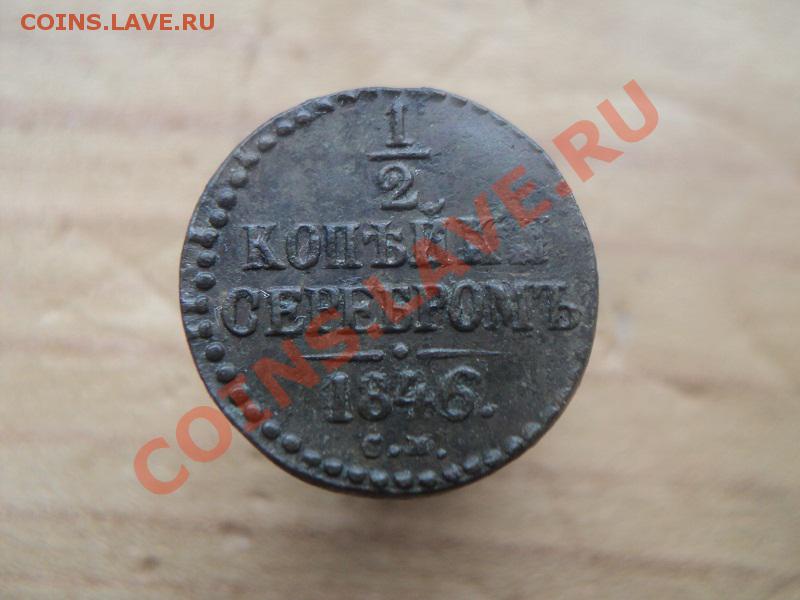 COINS.LAVE.RU
COINS.LAVE.RU
1
2
КОПѢЙКИ
СЕРЕБРОМЪ
1846.
С.М.